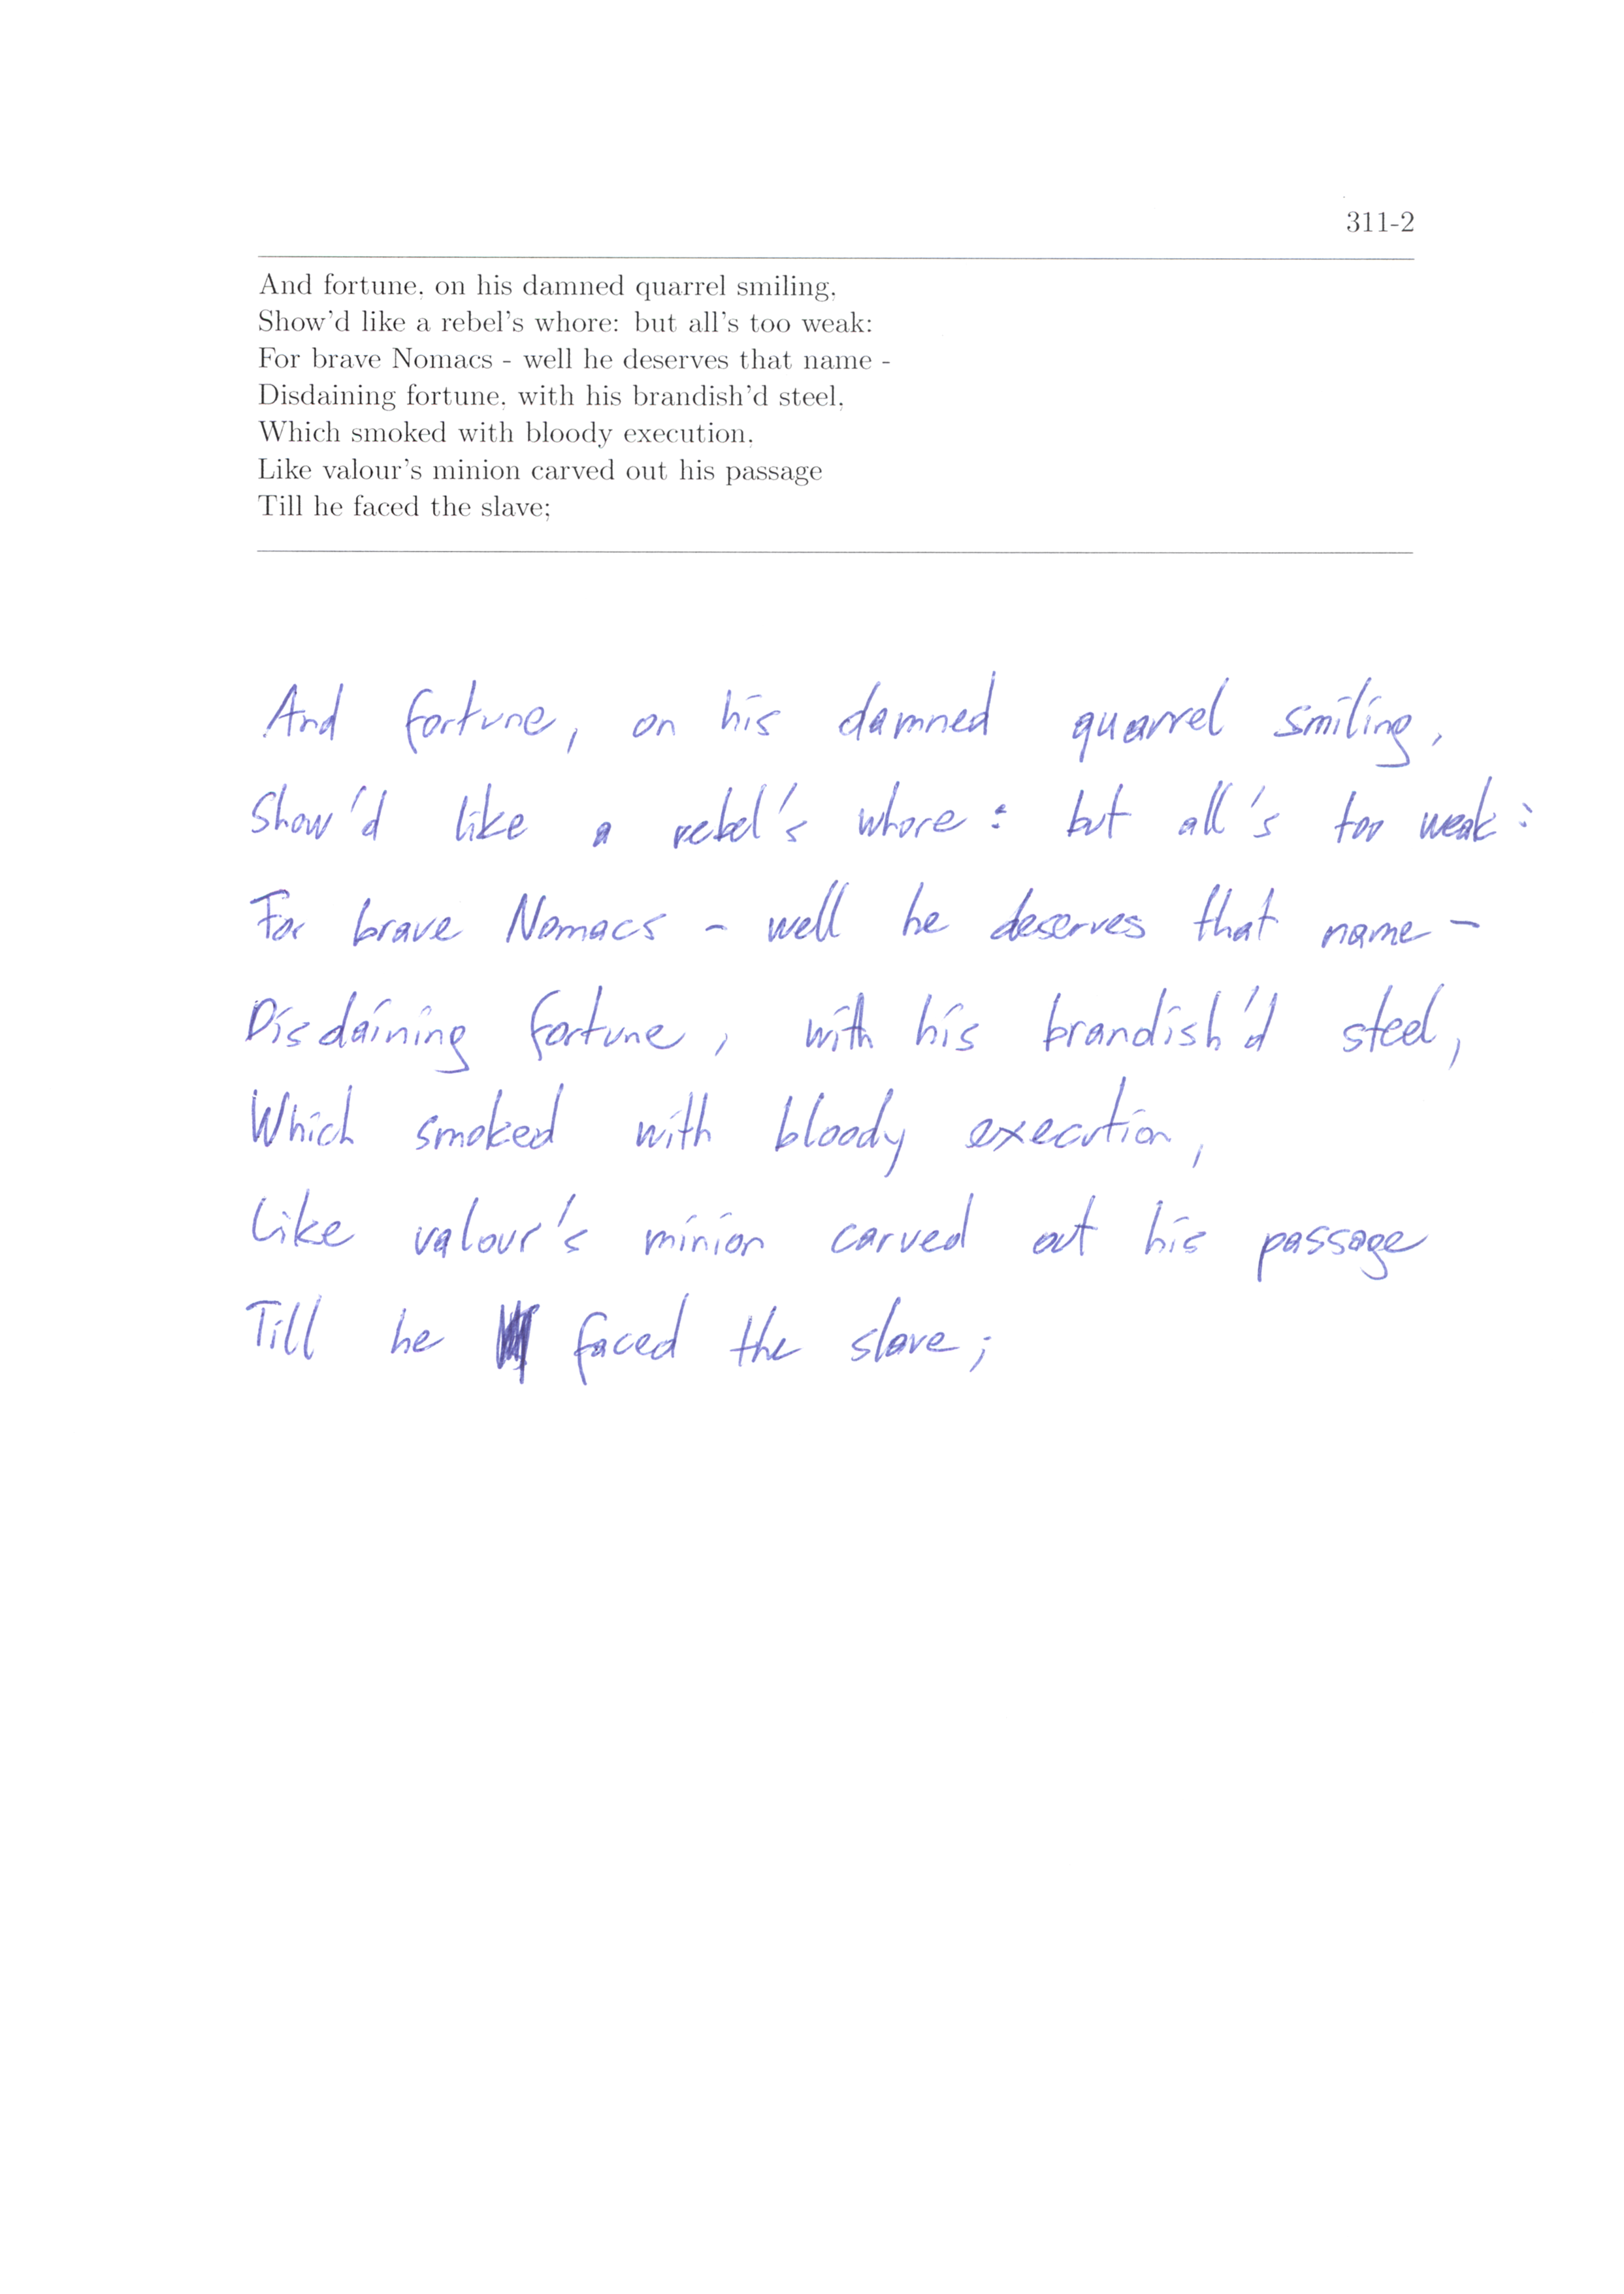 311-2
And fortune, on his damned quarrel smiling,
Show'd like a rebel's whore: but all's too weak:
For brave Nomacs - well he deserves that name -
Disdaining fortune, with his brandish'd steel,
Which smoked with bloody execution,
Like valour's minion carved out his passage
Till he faced the slave;
And fortune, on his damned quarrel smiling,
Show'd like a rebel's whore: but all's too weak:
For brave Nomacs - well he deserves that name -
Disdaining fortune, with his brandish'd steel,
Which smoked with bloody execution,
Like valour's minion carved out his passage
Till he faced the slave;